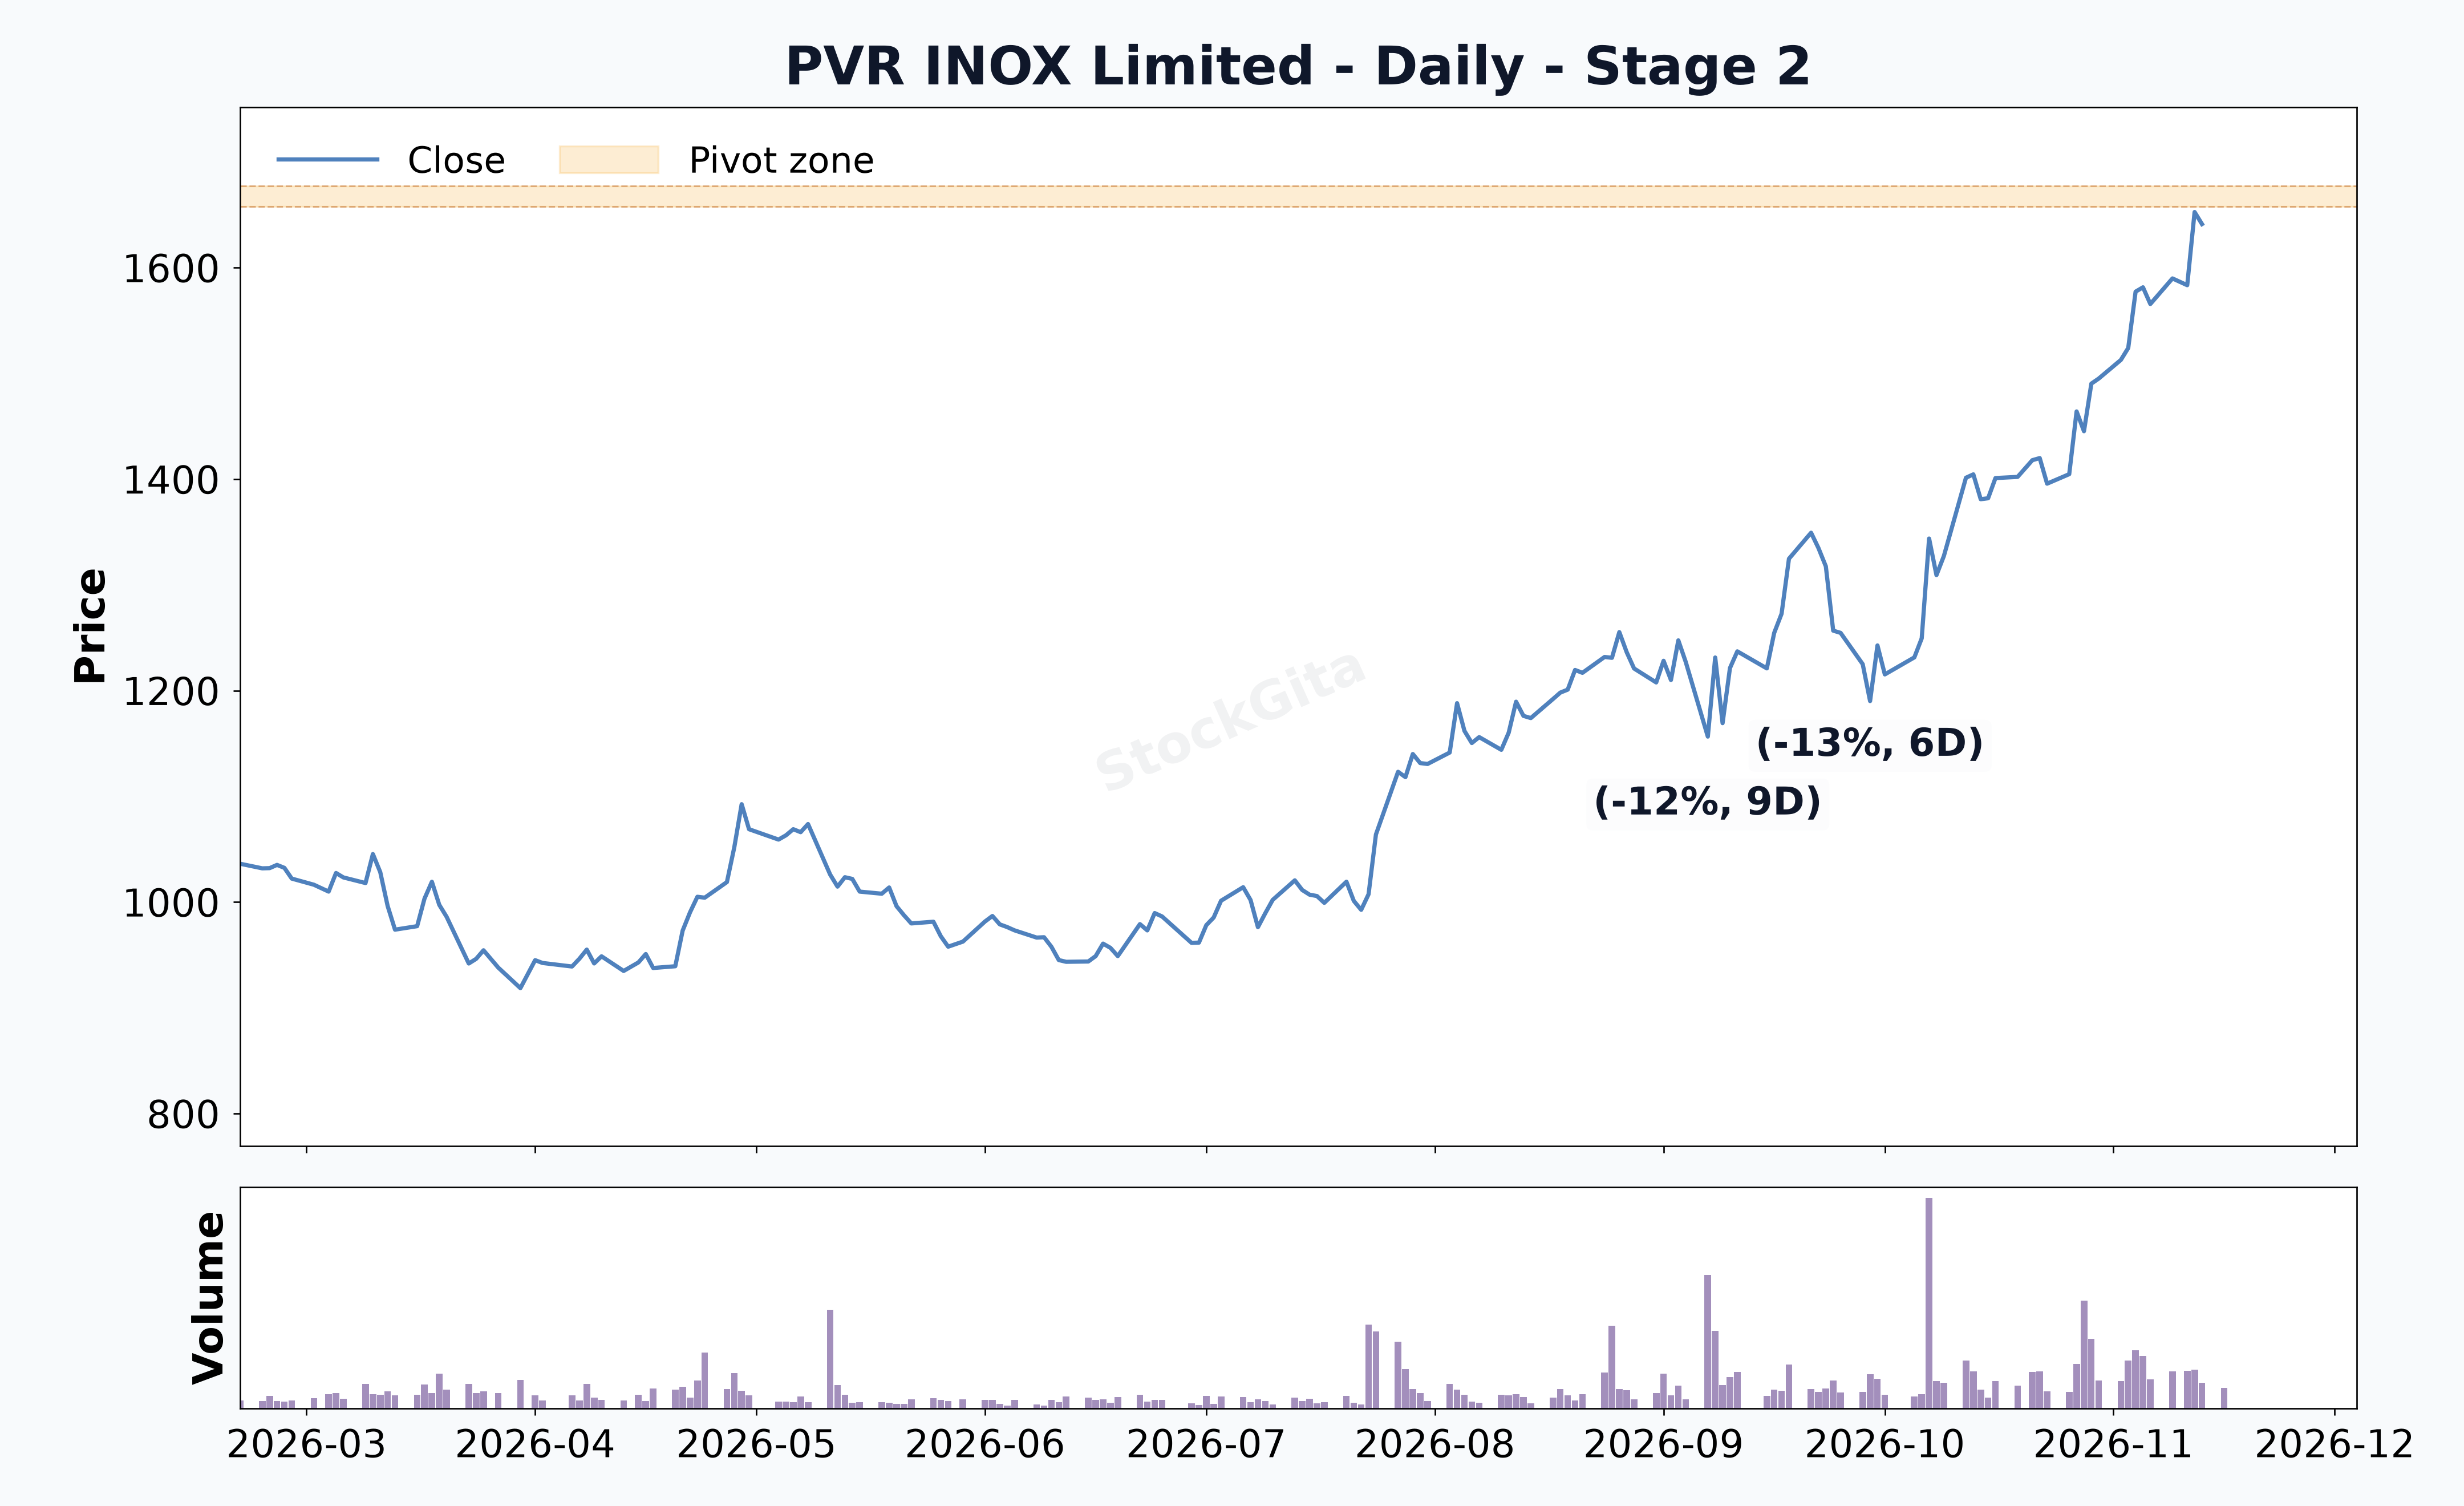 PVR INOX Limited - Daily - Stage 2
Close
Pivot zone
Price
1600
1400
1200
1000
800
StockGita
(-13%, 6D)
(-12%, 9D)
Volume
2026-03 2026-04 2026-05 2026-06 2026-07 2026-08 2026-09 2026-10 2026-11 2026-12